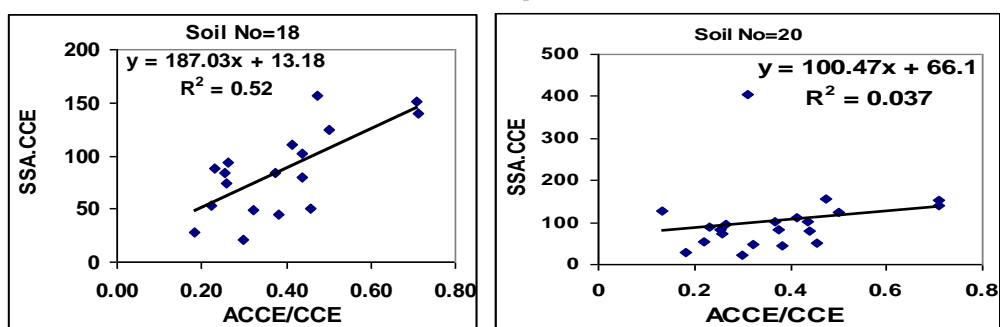 Soil No=18
y = 187.03x + 13.18
R² = 0.52
200
150
100
50
0
SSA.CCE
0.00 0.20 0.40 0.60 0.80
ACCE/CCE
Soil No=20
y = 100.47x + 66.1
R² = 0.037
500
400
300
200
100
0
SSA.CCE
0 0.2 0.4 0.6 0.8
ACCE/CCE